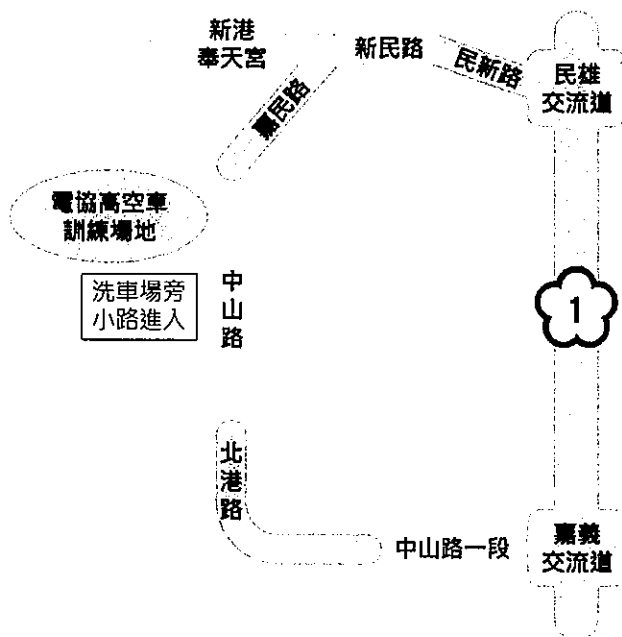 新港
奉天宮
新民路
民新路
民雄
交流道
嘉民路
電協高空車
訓練場地
洗車場旁
小路進入
中
山
路
1
北
港
路
中山路一段
嘉義
交流道